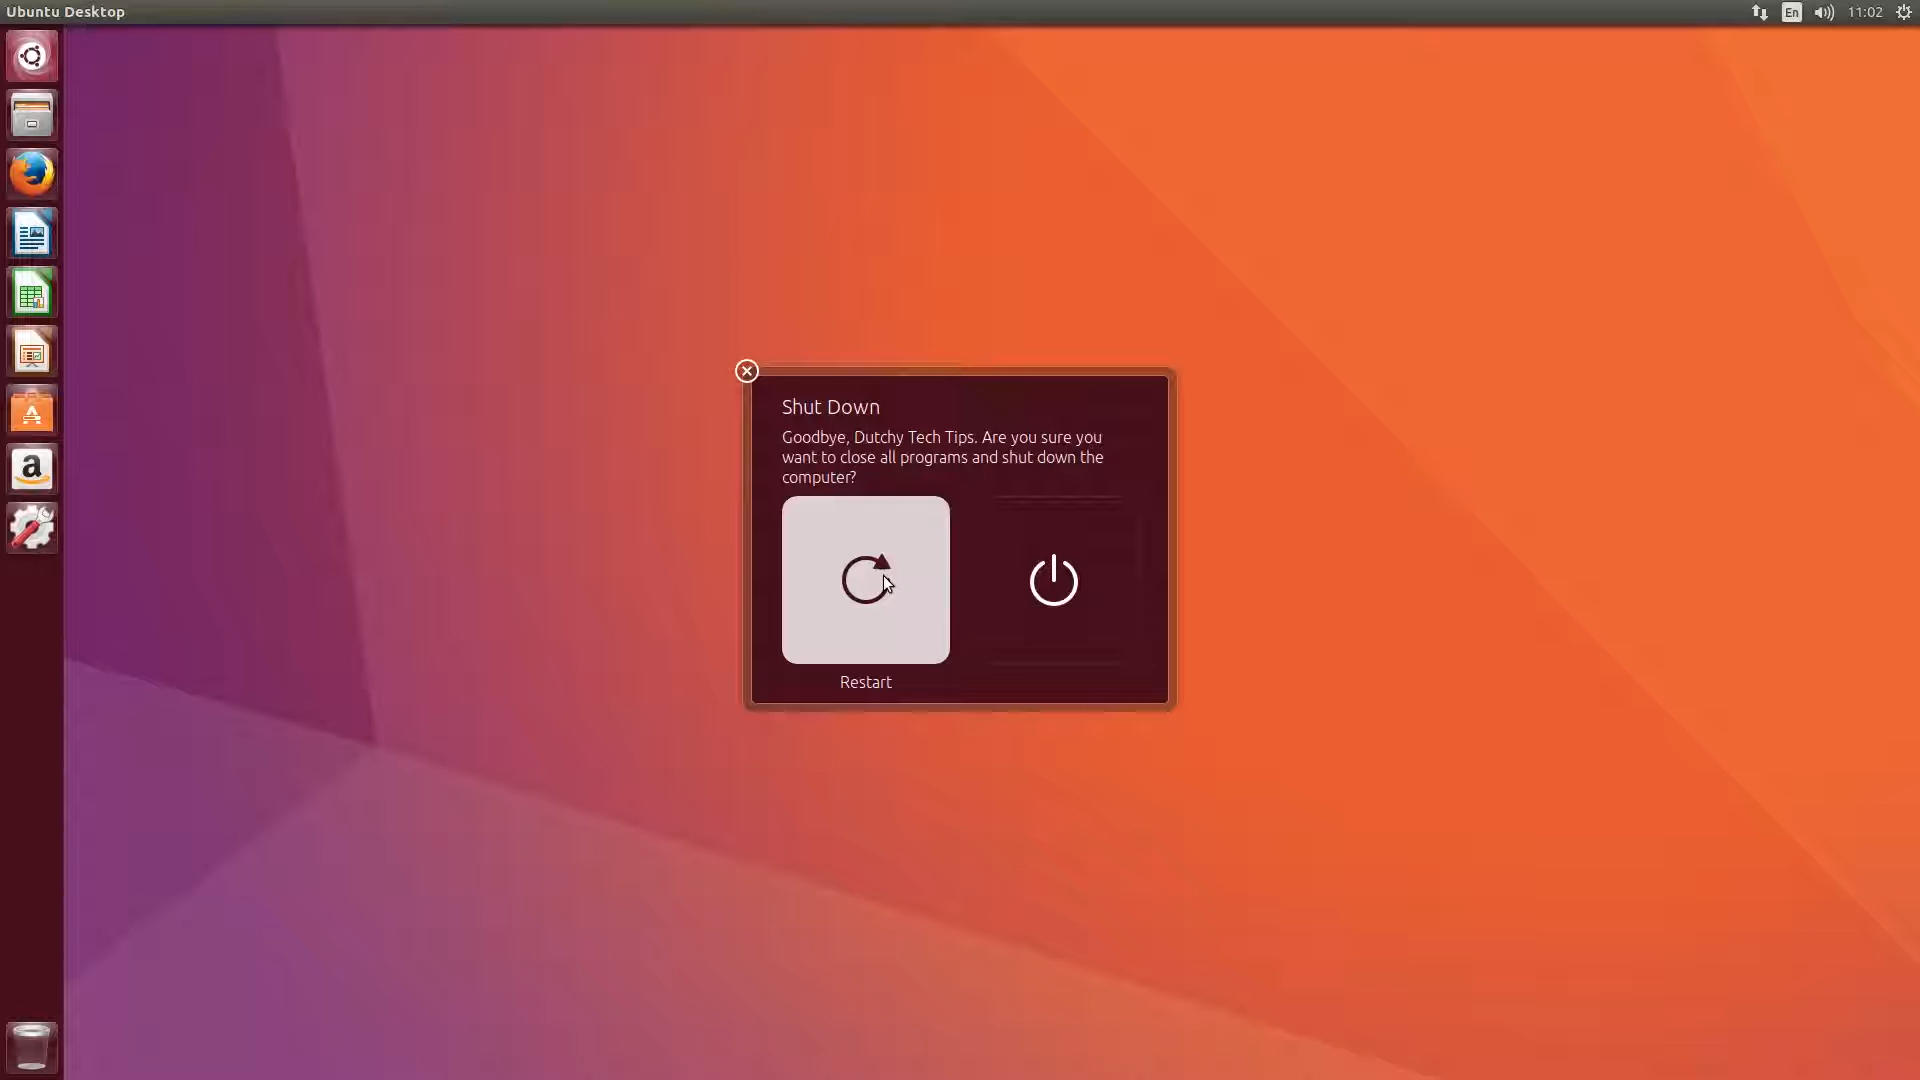 Ubuntu Desktop
En
11:02
Shut Down
Goodbye, Dutchy Tech Tips. Are you sure you
want to close all programs and shut down the
computer?
Restart